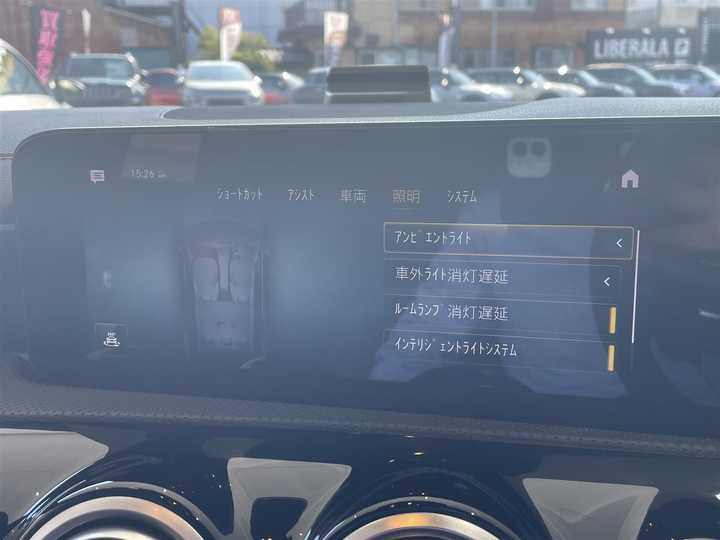 LIBERALA
15:26
ｼｮｰﾄｶｯﾄ ｱｼｽﾄ 車両 照明 ｼｽﾃﾑ
ｱﾝﾋﾞｴﾝﾄﾗｲﾄ
車外ﾗｲﾄ消灯遅延
ﾙｰﾑﾗﾝﾌﾟ消灯遅延
ｲﾝﾃﾘｼﾞｪﾝﾄﾗｲﾄｼｽﾃﾑ